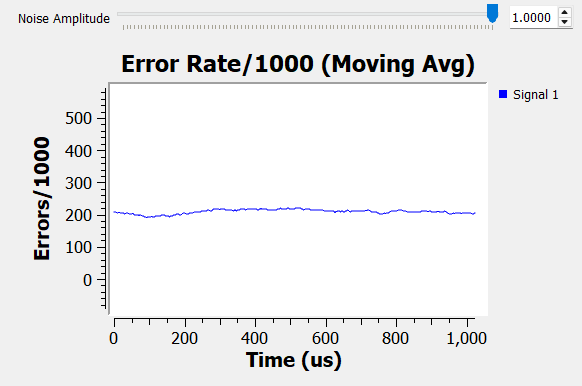 Noise Amplitude
1.0000
Error Rate/1000 (Moving Avg)
Signal 1
Errors/1000
500
400
300
200
100
0
0 200 400 600 800 1,000
Time (us)